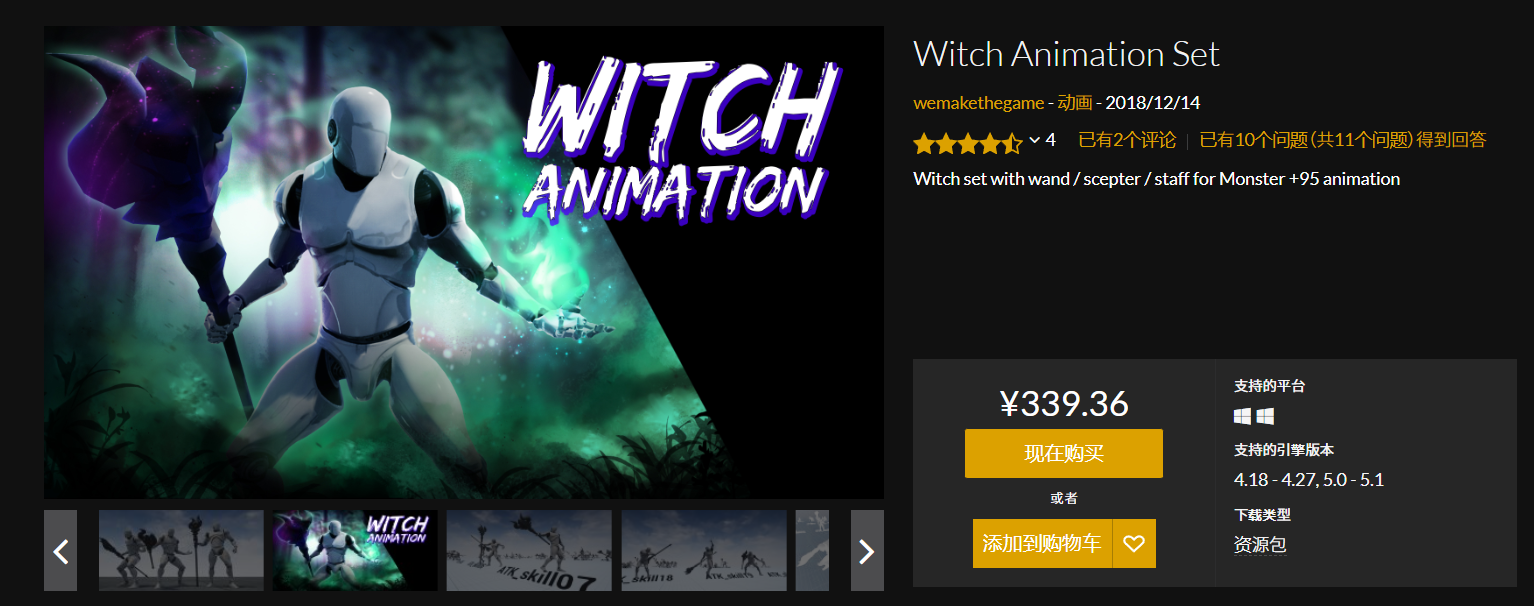 WITCH
ANIMATION
Witch Animation Set
wemakethegame - 动画 - 2018/12/14
4 已有2个评论 | 已有10个问题 (共11个问题) 得到回答
Witch set with wand / scepter / staff for Monster +95 animation
¥339.36
现在购买
或者
添加到购物车
支持的平台
支持的引擎版本
4.18 - 4.27, 5.0 - 5.1
下载类型
资源包
WITCH
ANIMATION
ATK_skill07
skill18